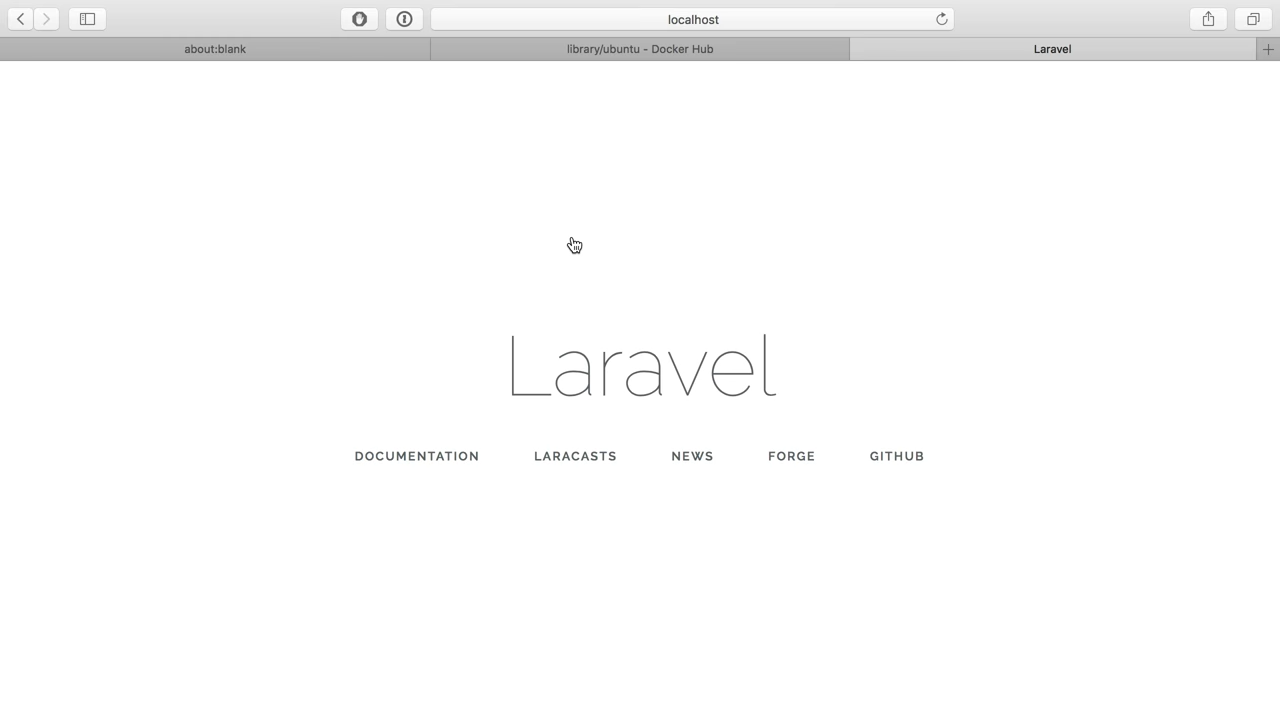 localhost
about:blank
library/ubuntu - Docker Hub
Laravel
Laravel
DOCUMENTATION LARACASTS NEWS FORGE GITHUB